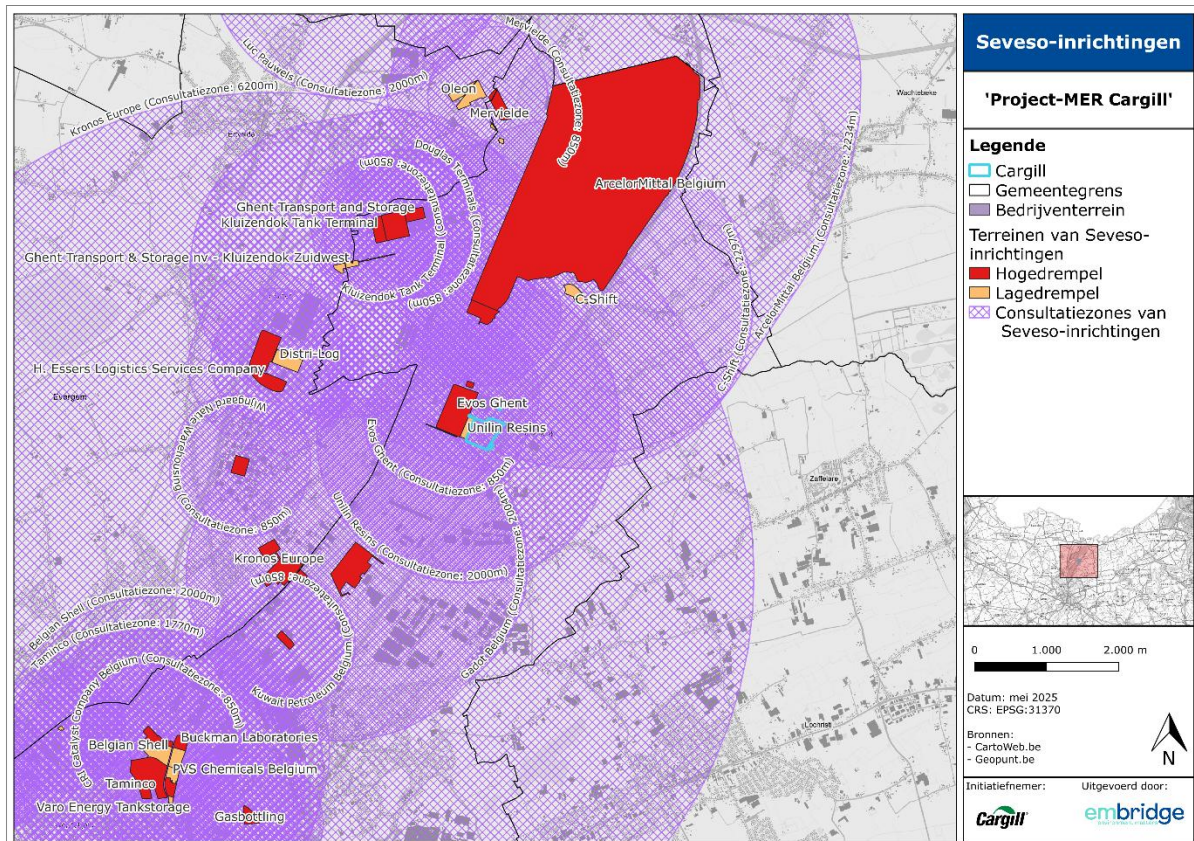 Seveso-inrichtingen
'Project-MER Cargill'
Legende
Cargill
Gemeentegrens
Bedrijventerrein
Terreinen van Seveso-
inrichtingen
Hogedrempel
Lagedrempel
Consultatiezones van
Seveso-inrichtingen
0 1.000 2.000 m
Datum: mei 2025
CRS: EPSG:31370
Bronnen:
- CartoWeb.be
- Geopunt.be
N
Initiatiefnemer:
Uitgevoerd door:
Cargill
embridge
Mervielde (Consultatiezone: 850m)
Luc Pauwels (Consultatiezone: 2000m)
Kronos Europe (Consultatiezone: 6200m)
Oleon
Mervielde
Wachtebeke
Ertvelde
Douglas Terminals (Consultatiezone: 850m)
ArcelorMittal Belgium
ArcelorMittal Belgium (Consultatiezone: 2234m)
Ghent Transport and Storage
Kluizendok Tank Terminal
Ghent Transport & Storage nv - Kluizendok Zuidwest
Kluizendok Tank Terminal (Consultatiezone: 850m)
C-Shift
C-Shift (Consultatiezone: 2297m)
Distri-Log
H. Essers Logistics Services Company
Evergem
Evos Ghent
Unilin Resins
Wijngaard Natie Warehousing (Consultatiezone: 850m)
Evos Ghent (Consultatiezone: 850m)
Zaffelare
Unilin Resins (Consultatiezone: 2000m)
Kronos Europe
Gadot Belgium (Consultatiezone: 2004m)
Belgian Shell (Consultatiezone: 2000m)
Taminco (Consultatiezone: 1770m)
Kuwait Petroleum Belgium (Consultatiezone: 850m)
CRI Catalyst Company Belgium (Consultatiezone: 850m)
Lochristi
Buckman Laboratories
Belgian Shell
PVS Chemicals Belgium
Taminco
Varo Energy Tankstorage
Gasbottling